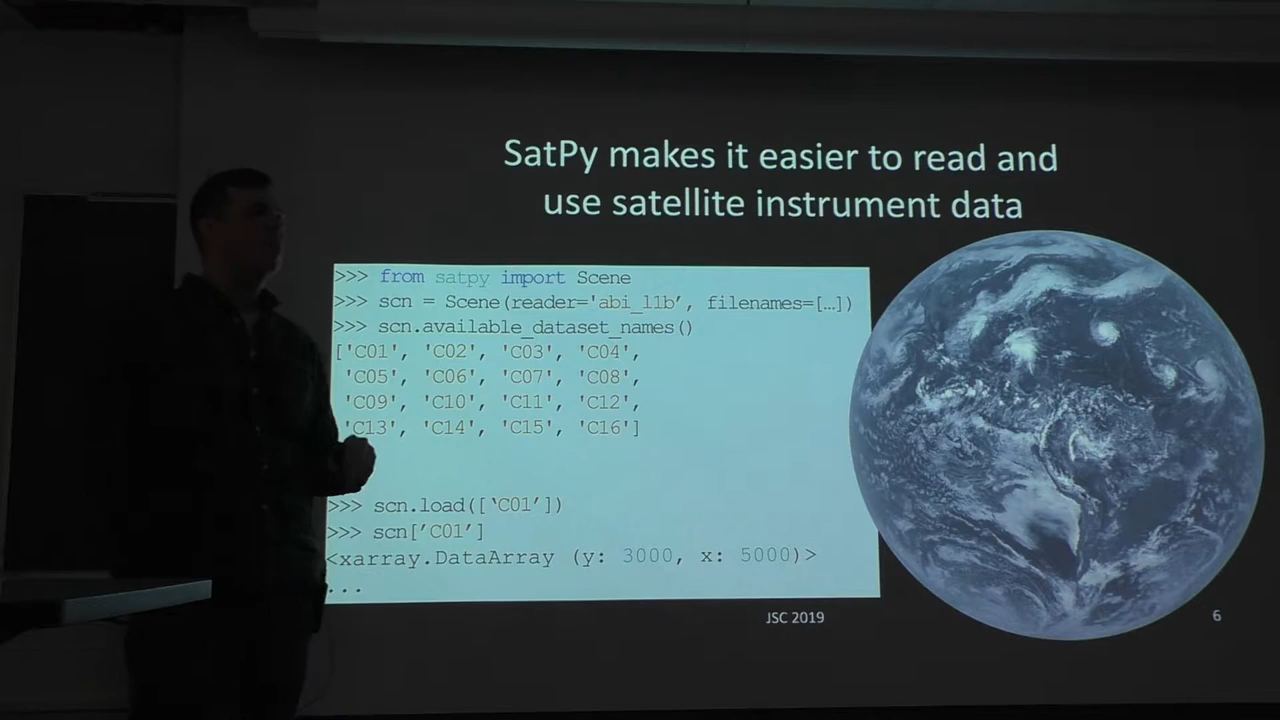 SatPy makes it easier to read and
use satellite instrument data
>>> from satpy import Scene
>>> scn = Scene(reader='abi_l1b’, filenames=[…])
>>> scn.available_dataset_names()
['C01', 'C02', 'C03', 'C04',
'C05', 'C06', 'C07', 'C08',
'C09', 'C10', 'C11', 'C12',
'C13', 'C14', 'C15', 'C16']
>>> scn.load([‘C01’])
>>> scn[’C01’]
<xarray.DataArray (y: 3000, x: 5000)>
...
JSC 2019
6